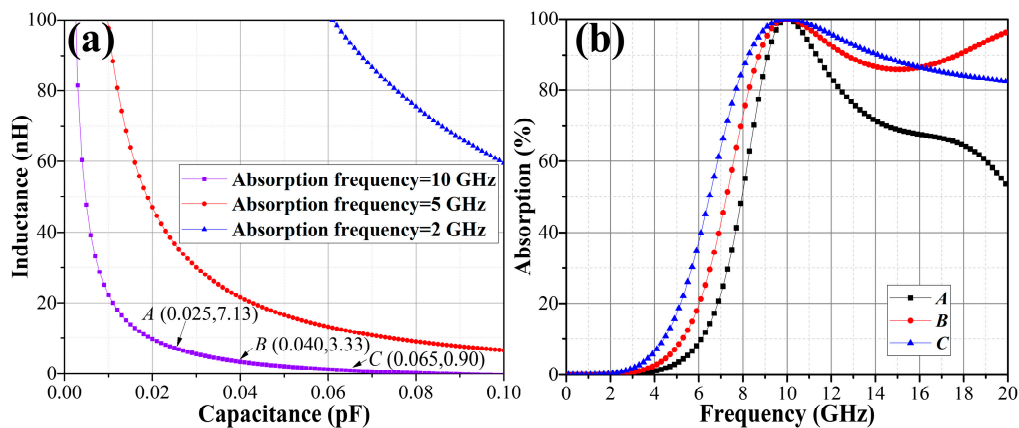 (a)
100
80
60
40
20
0
Inductance (nH)
Absorption frequency=10 GHz
Absorption frequency=5 GHz
Absorption frequency=2 GHz
A (0.025,7.13)
B (0.040,3.33)
C (0.065,0.90)
0.00 0.02 0.04 0.06 0.08 0.10
Capacitance (pF)
(b)
100
80
60
40
20
0
Absorption (%)
A
B
C
0 2 4 6 8 10 12 14 16 18 20
Frequency (GHz)